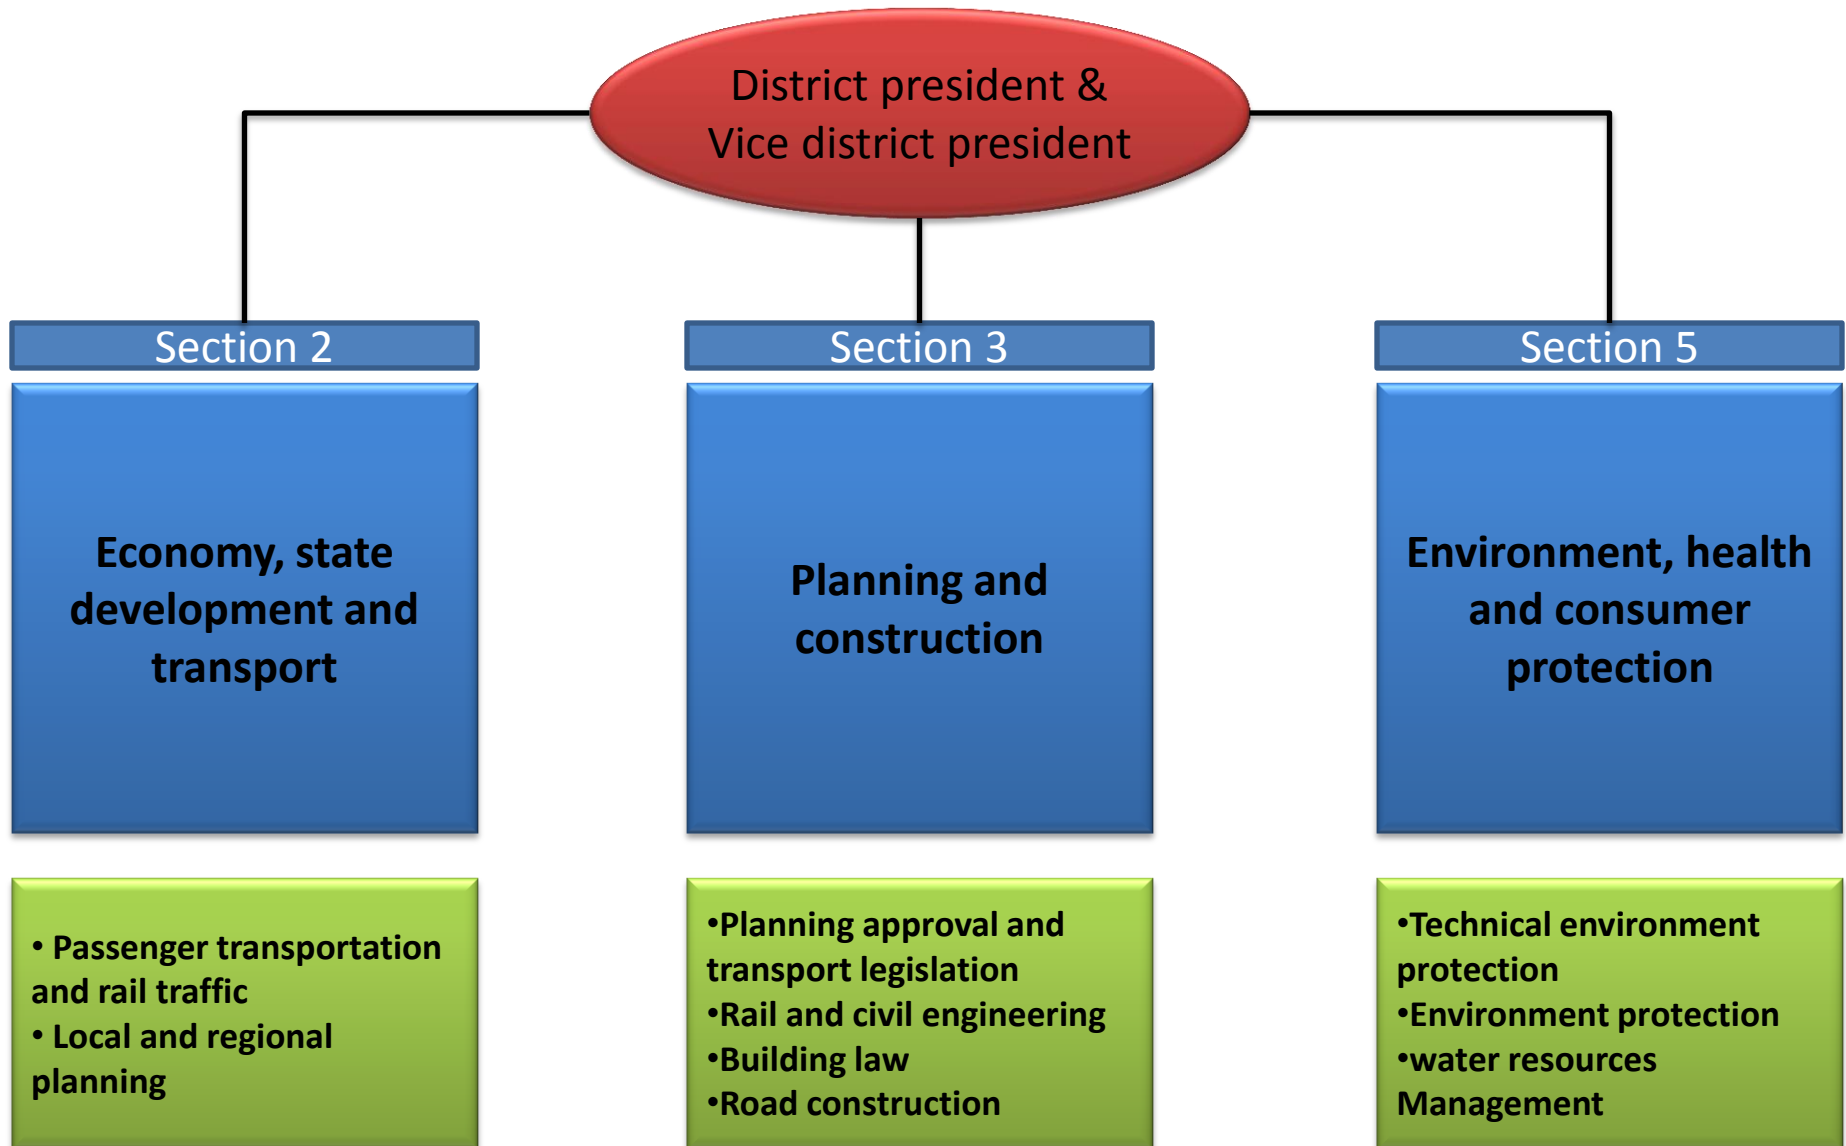 District president &
Vice district president
Section 2
Economy, state
development and
transport
• Passenger transportation
and rail traffic
• Local and regional
planning
Section 3
Planning and
construction
•Planning approval and
transport legislation
•Rail and civil engineering
•Building law
•Road construction
Section 5
Environment, health
and consumer
protection
•Technical environment
protection
•Environment protection
•water resources
Management